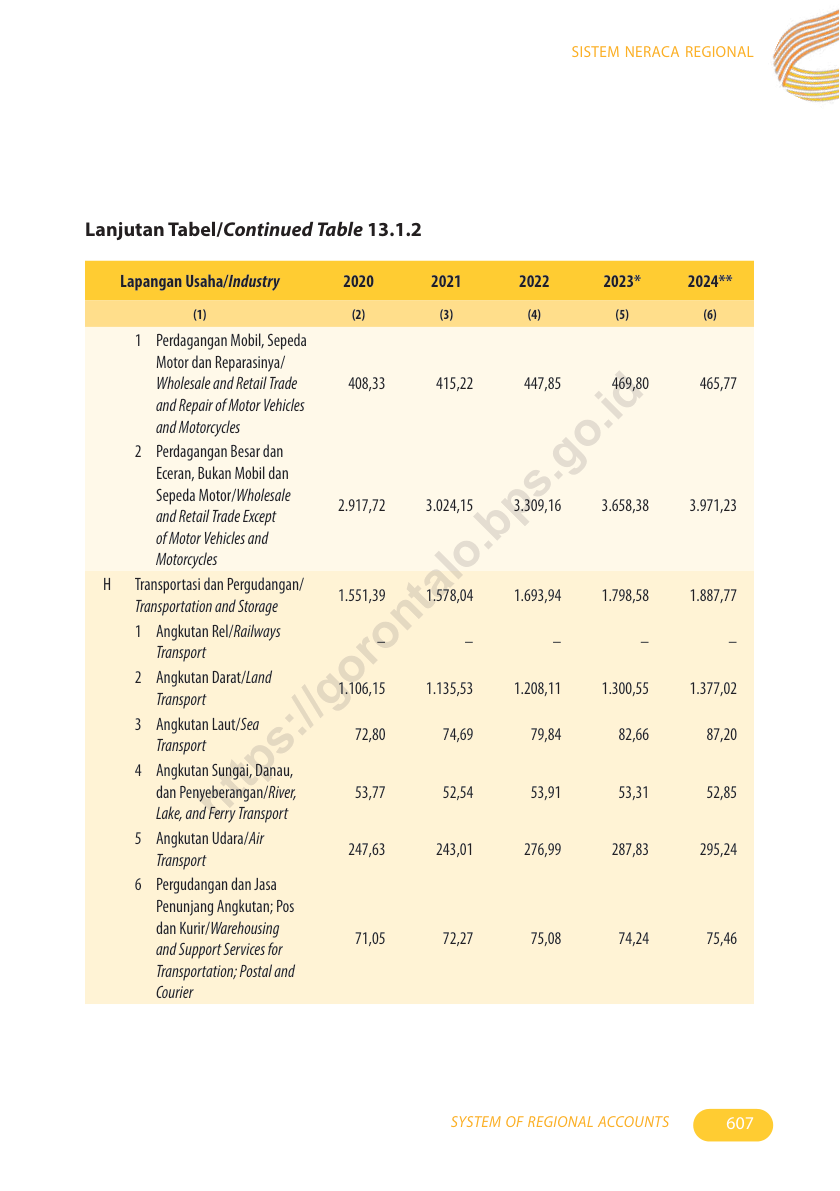 SISTEM NERACA REGIONAL
Lanjutan Tabel/Continued Table 13.1.2
Lapangan Usaha/Industry 2020 2021 2022 2023* 2024**
(1) (2) (3) (4) (5) (6)
1 Perdagangan Mobil, Sepeda
Motor dan Reparasinya/
Wholesale and Retail Trade 408,33 415,22 447,85 469,80 465,77
and Repair of Motor Vehicles
and Motorcycles
2 Perdagangan Besar dan
Eceran, Bukan Mobil dan
Sepeda Motor/Wholesale
and Retail Trade Except 2.917,72 3.024,15 3.309,16 3.658,38 3.971,23
of Motor Vehicles and
Motorcycles
H Transportasi dan Pergudangan/ 1.551,39 1.578,04 1.693,94 1.798,58 1.887,77
Transportation and Storage
1 Angkutan Rel/Railways – – – – –
Transport
2 Angkutan Darat/Land 1.106,15 1.135,53 1.208,11 1.300,55 1.377,02
Transport
3 Angkutan Laut/Sea 72,80 74,69 79,84 82,66 87,20
Transport
4 Angkutan Sungai, Danau,
dan Penyeberangan/River, 53,77 52,54 53,91 53,31 52,85
Lake, and Ferry Transport
5 Angkutan Udara/Air 247,63 243,01 276,99 287,83 295,24
Transport
6 Pergudangan dan Jasa
Penunjang Angkutan; Pos
dan Kurir/Warehousing 71,05 72,27 75,08 74,24 75,46
and Support Services for
Transportation; Postal and
Courier
https://gorontalo.bps.go.id
SYSTEM OF REGIONAL ACCOUNTS 607